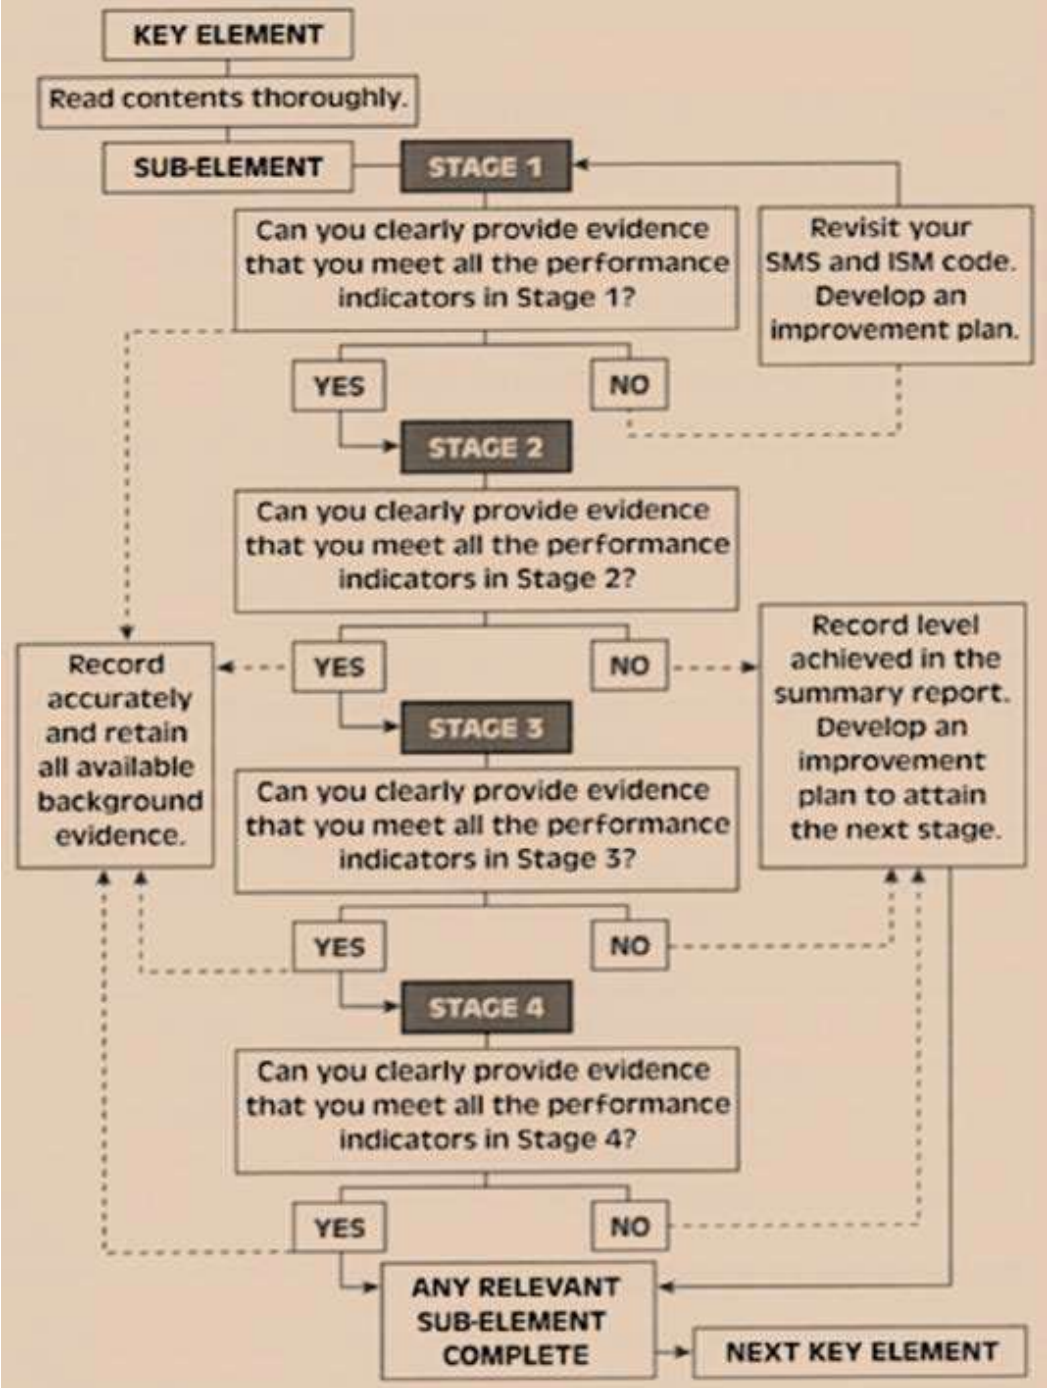 KEY ELEMENT
Read contents thoroughly.
SUB-ELEMENT
STAGE 1
Can you clearly provide evidence
that you meet all the performance
indicators in Stage 1?
Revisit your
SMS and ISM code.
Develop an
improvement plan.
YES
NO
STAGE 2
Can you clearly provide evidence
that you meet all the performance
indicators in Stage 2?
YES
NO
Record
accurately
and retain
all available
background
evidence.
Record level
achieved in the
summary report.
Develop an
improvement
plan to attain
the next stage.
STAGE 3
Can you clearly provide evidence
that you meet all the performance
indicators in Stage 3?
YES
NO
STAGE 4
Can you clearly provide evidence
that you meet all the performance
indicators in Stage 4?
YES
NO
ANY RELEVANT
SUB-ELEMENT
COMPLETE
NEXT KEY ELEMENT